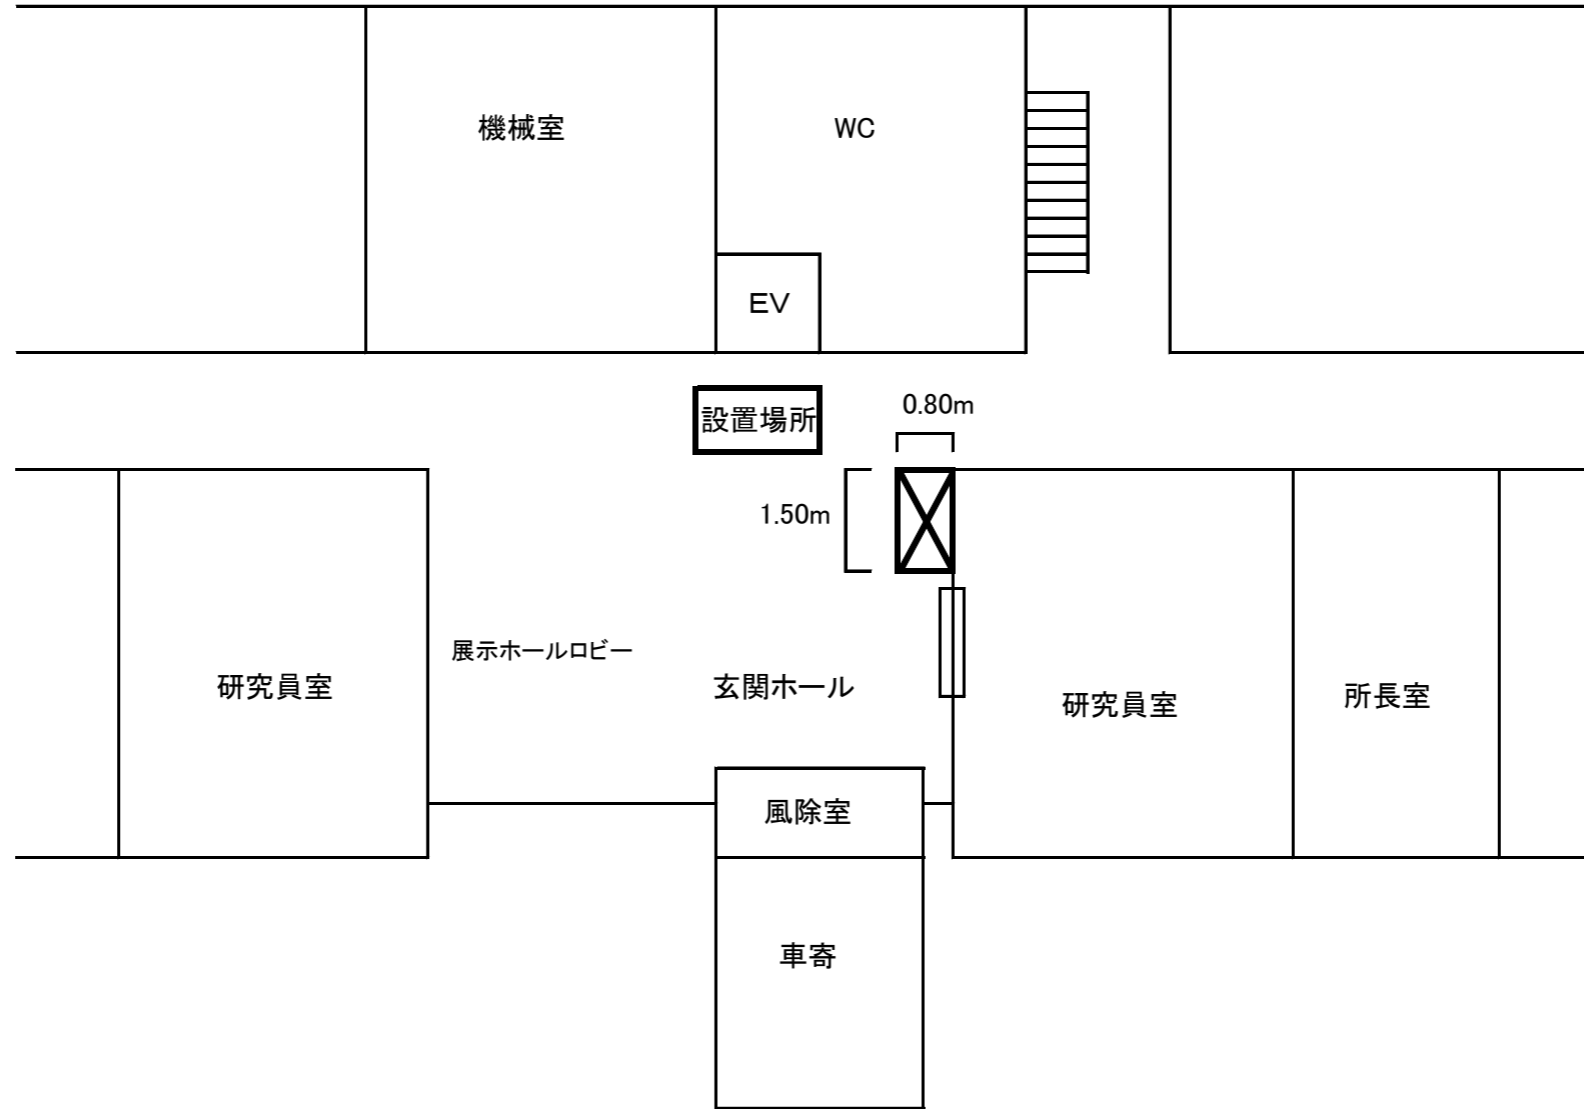 機械室
WC
EV
設置場所
0.80m
1.50m
展示ホールロビー
研究員室
玄関ホール
研究員室
所長室
風除室
車寄